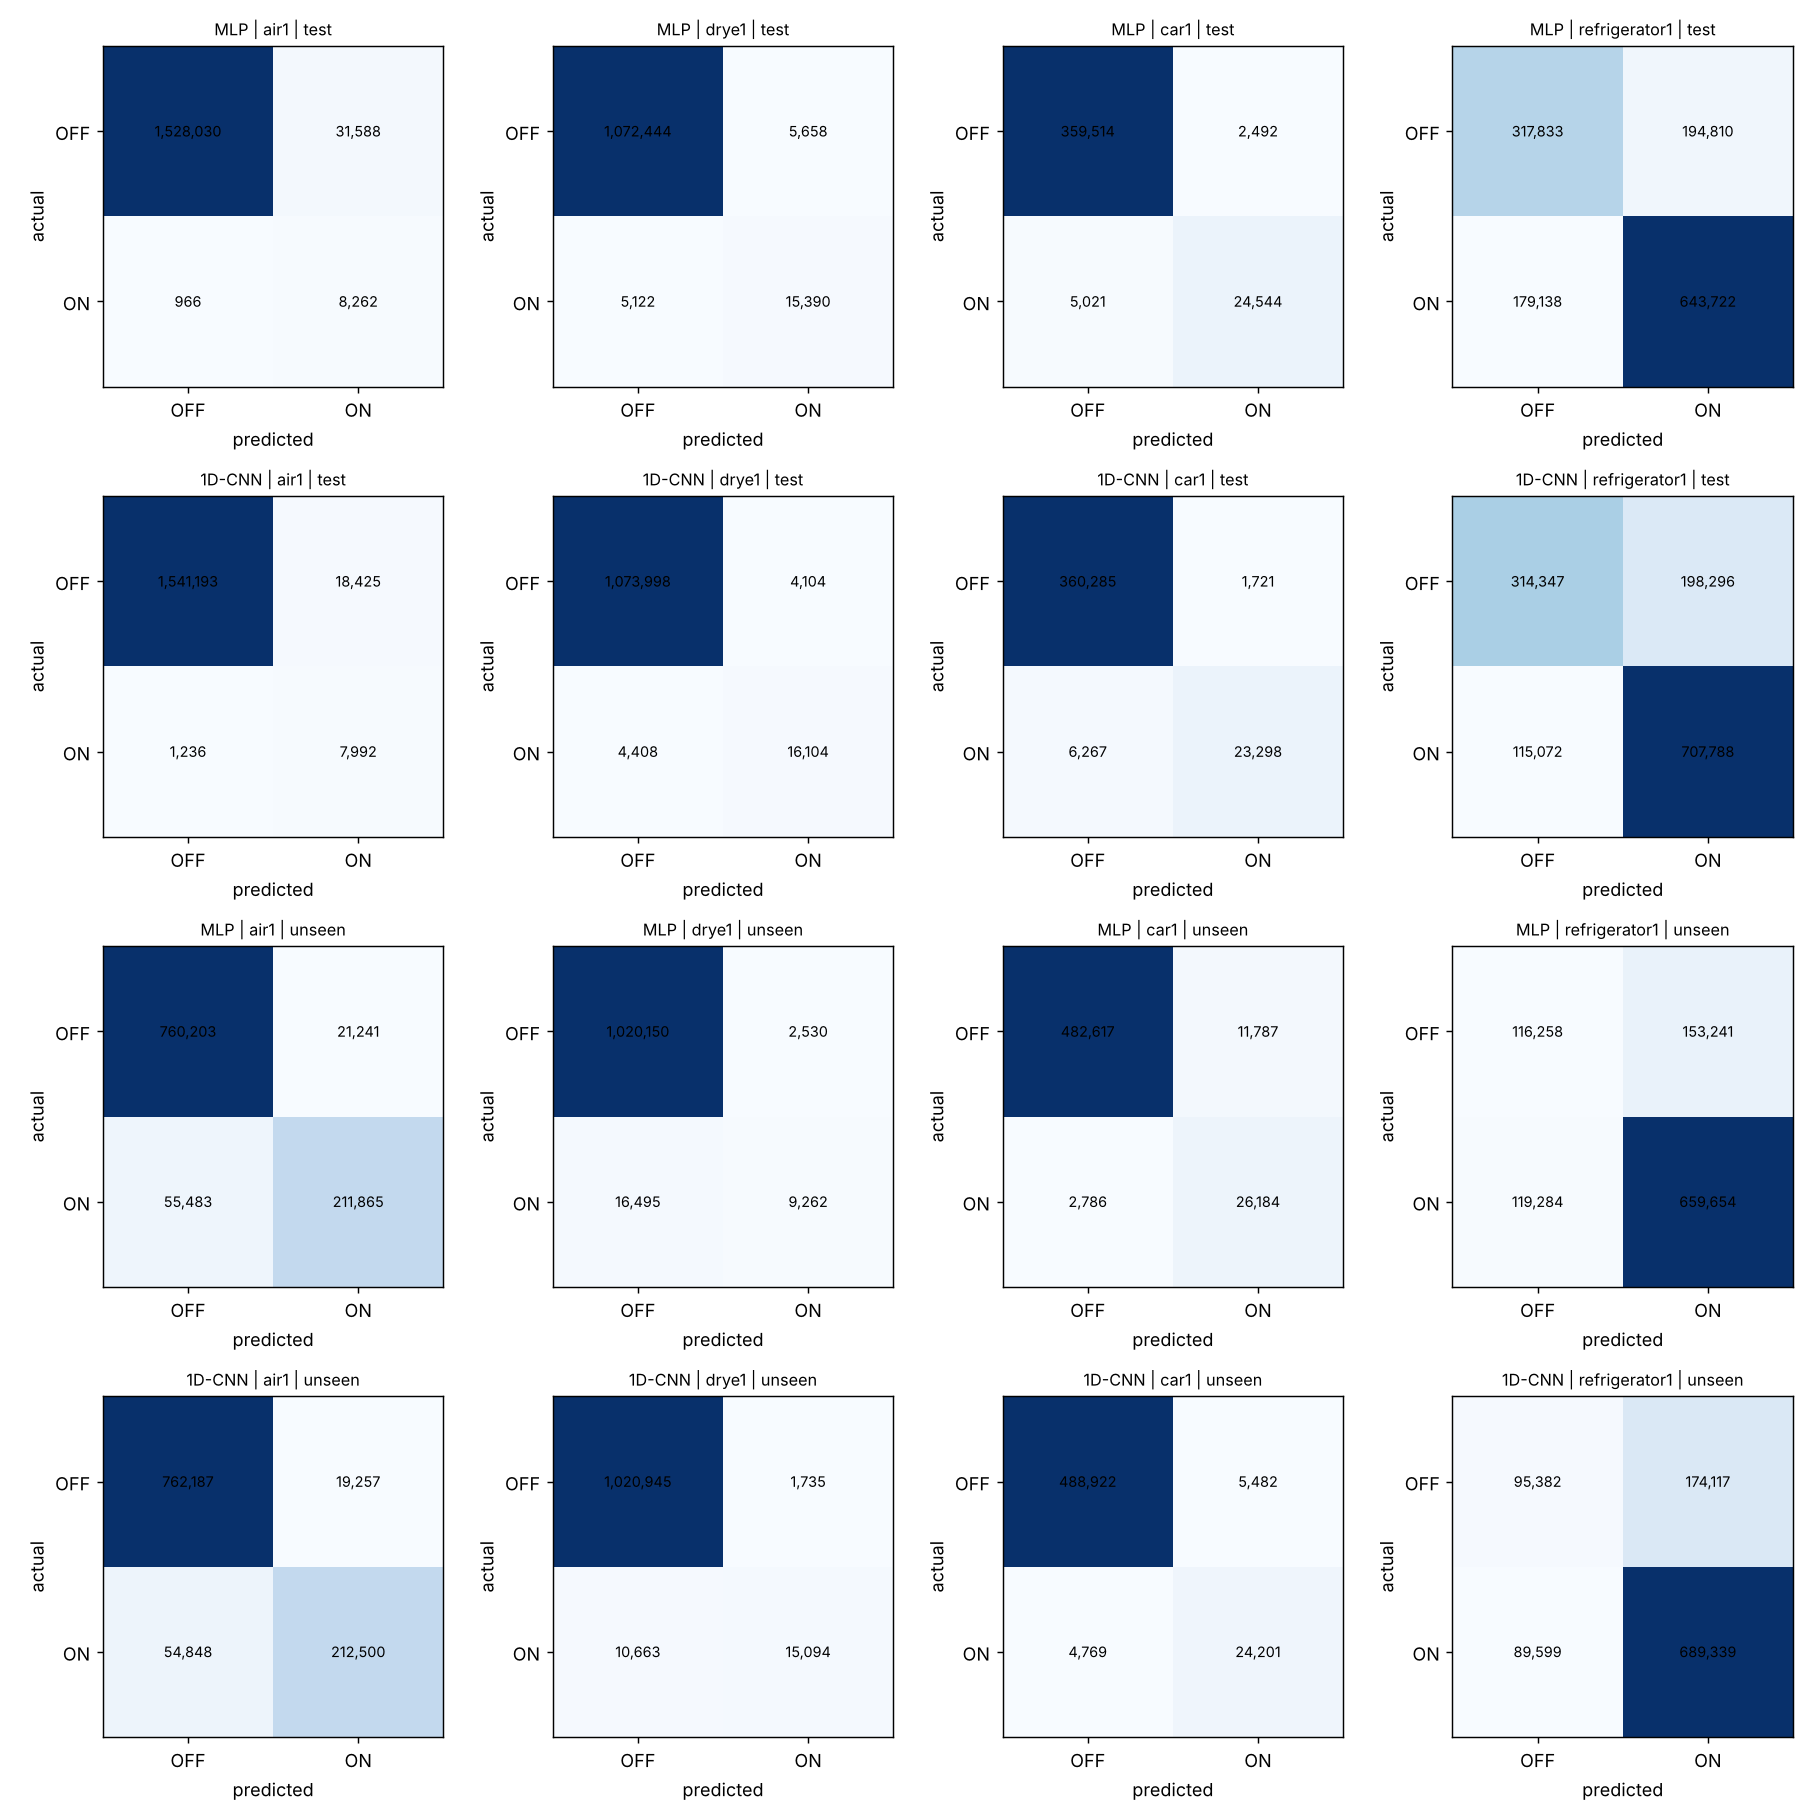 MLP | air1 | test
MLP | drye1 | test
MLP | car1 | test
MLP | refrigerator1 | test
OFF 1,528,030 31,588
OFF 1,072,444 5,658
OFF 359,514 2,492
OFF 317,833 194,810
actual
actual
actual
actual
ON 966 8,262
ON 5,122 15,390
ON 5,021 24,544
ON 179,138 643,722
OFF ON
OFF ON
OFF ON
OFF ON
predicted
predicted
predicted
predicted
1D-CNN | air1 | test
1D-CNN | drye1 | test
1D-CNN | car1 | test
1D-CNN | refrigerator1 | test
OFF 1,541,193 18,425
OFF 1,073,998 4,104
OFF 360,285 1,721
OFF 314,347 198,296
actual
actual
actual
actual
ON 1,236 7,992
ON 4,408 16,104
ON 6,267 23,298
ON 115,072 707,788
OFF ON
OFF ON
OFF ON
OFF ON
predicted
predicted
predicted
predicted
MLP | air1 | unseen
MLP | drye1 | unseen
MLP | car1 | unseen
MLP | refrigerator1 | unseen
OFF 760,203 21,241
OFF 1,020,150 2,530
OFF 482,617 11,787
OFF 116,258 153,241
actual
actual
actual
actual
ON 55,483 211,865
ON 16,495 9,262
ON 2,786 26,184
ON 119,284 659,654
OFF ON
OFF ON
OFF ON
OFF ON
predicted
predicted
predicted
predicted
1D-CNN | air1 | unseen
1D-CNN | drye1 | unseen
1D-CNN | car1 | unseen
1D-CNN | refrigerator1 | unseen
OFF 762,187 19,257
OFF 1,020,945 1,735
OFF 488,922 5,482
OFF 95,382 174,117
actual
actual
actual
actual
ON 54,848 212,500
ON 10,663 15,094
ON 4,769 24,201
ON 89,599 689,339
OFF ON
OFF ON
OFF ON
OFF ON
predicted
predicted
predicted
predicted